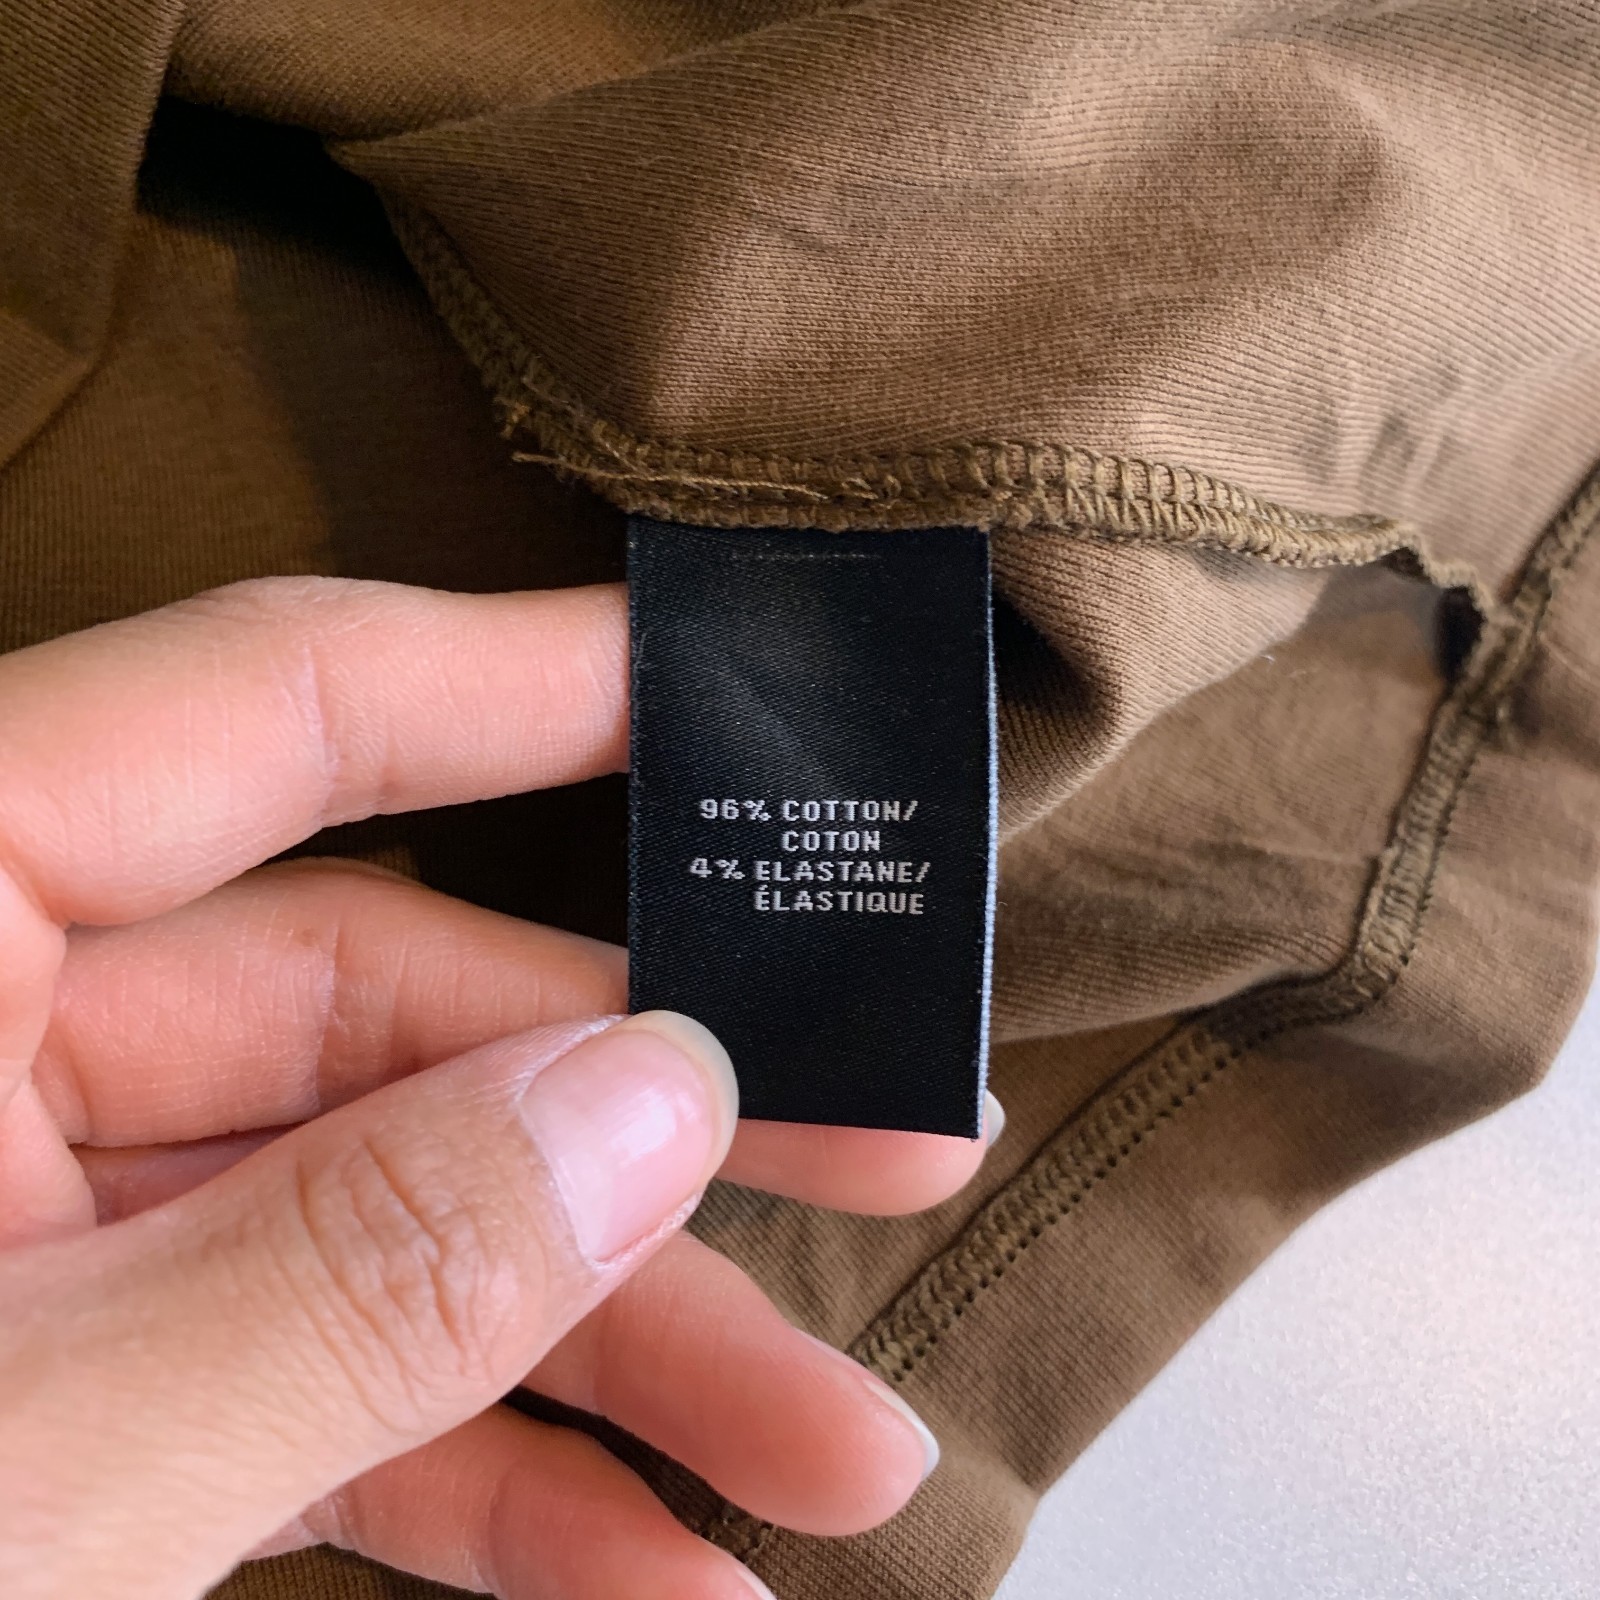 96% COTTON/
COTON
4% ELASTANE/
ÉLASTIQUE